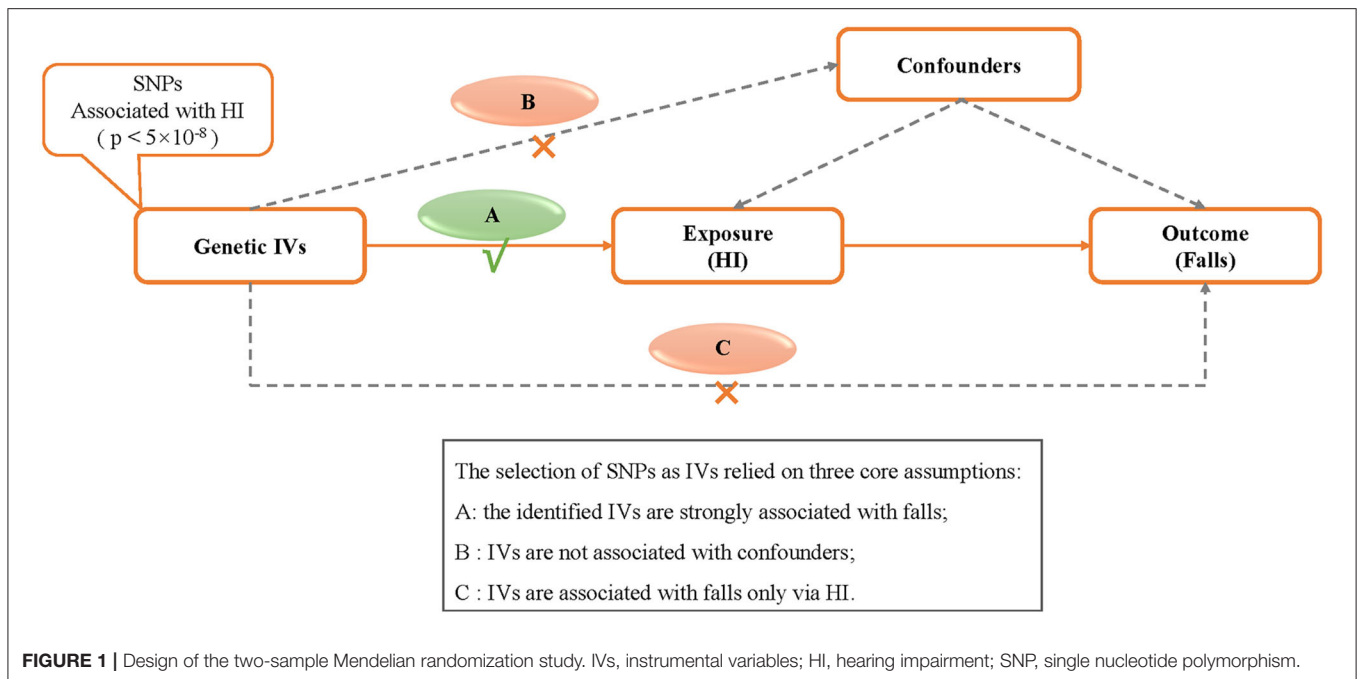 SNPs
Associated with HI
( p < 5×10⁻⁸ )
Confounders
B
A
Genetic IVs
Exposure
(HI)
Outcome
(Falls)
C
The selection of SNPs as IVs relied on three core assumptions:
A: the identified IVs are strongly associated with falls;
B : IVs are not associated with confounders;
C : IVs are associated with falls only via HI.
FIGURE 1 | Design of the two-sample Mendelian randomization study. IVs, instrumental variables; HI, hearing impairment; SNP, single nucleotide polymorphism.